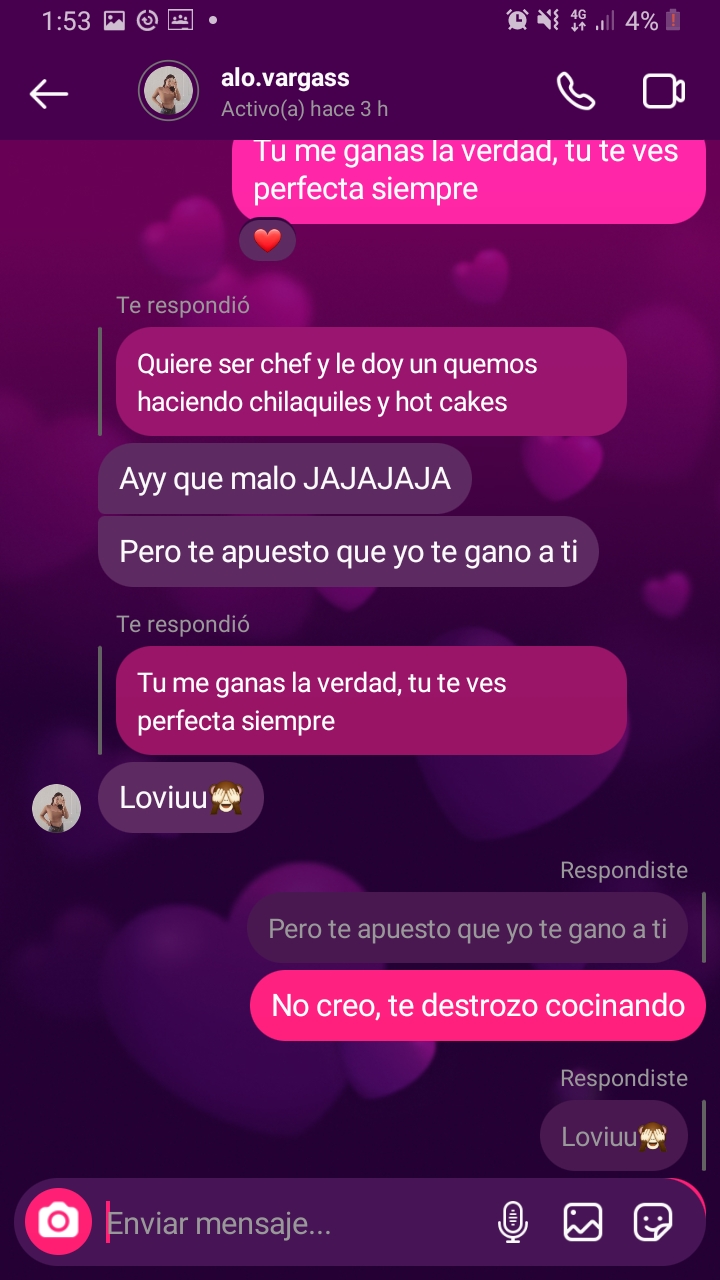 1:53 4G 4%
alo.vargass
Activo(a) hace 3 h
Tu me ganas la verdad, tu te ves
perfecta siempre
Te respondió
Quiere ser chef y le doy un quemos
haciendo chilaquiles y hot cakes
Ayy que malo JAJAJAJA
Pero te apuesto que yo te gano a ti
Te respondió
Tu me ganas la verdad, tu te ves
perfecta siempre
Loviuu🙈
Respondiste
Pero te apuesto que yo te gano a ti
No creo, te destrozo cocinando
Respondiste
Loviuu🙈
Enviar mensaje...